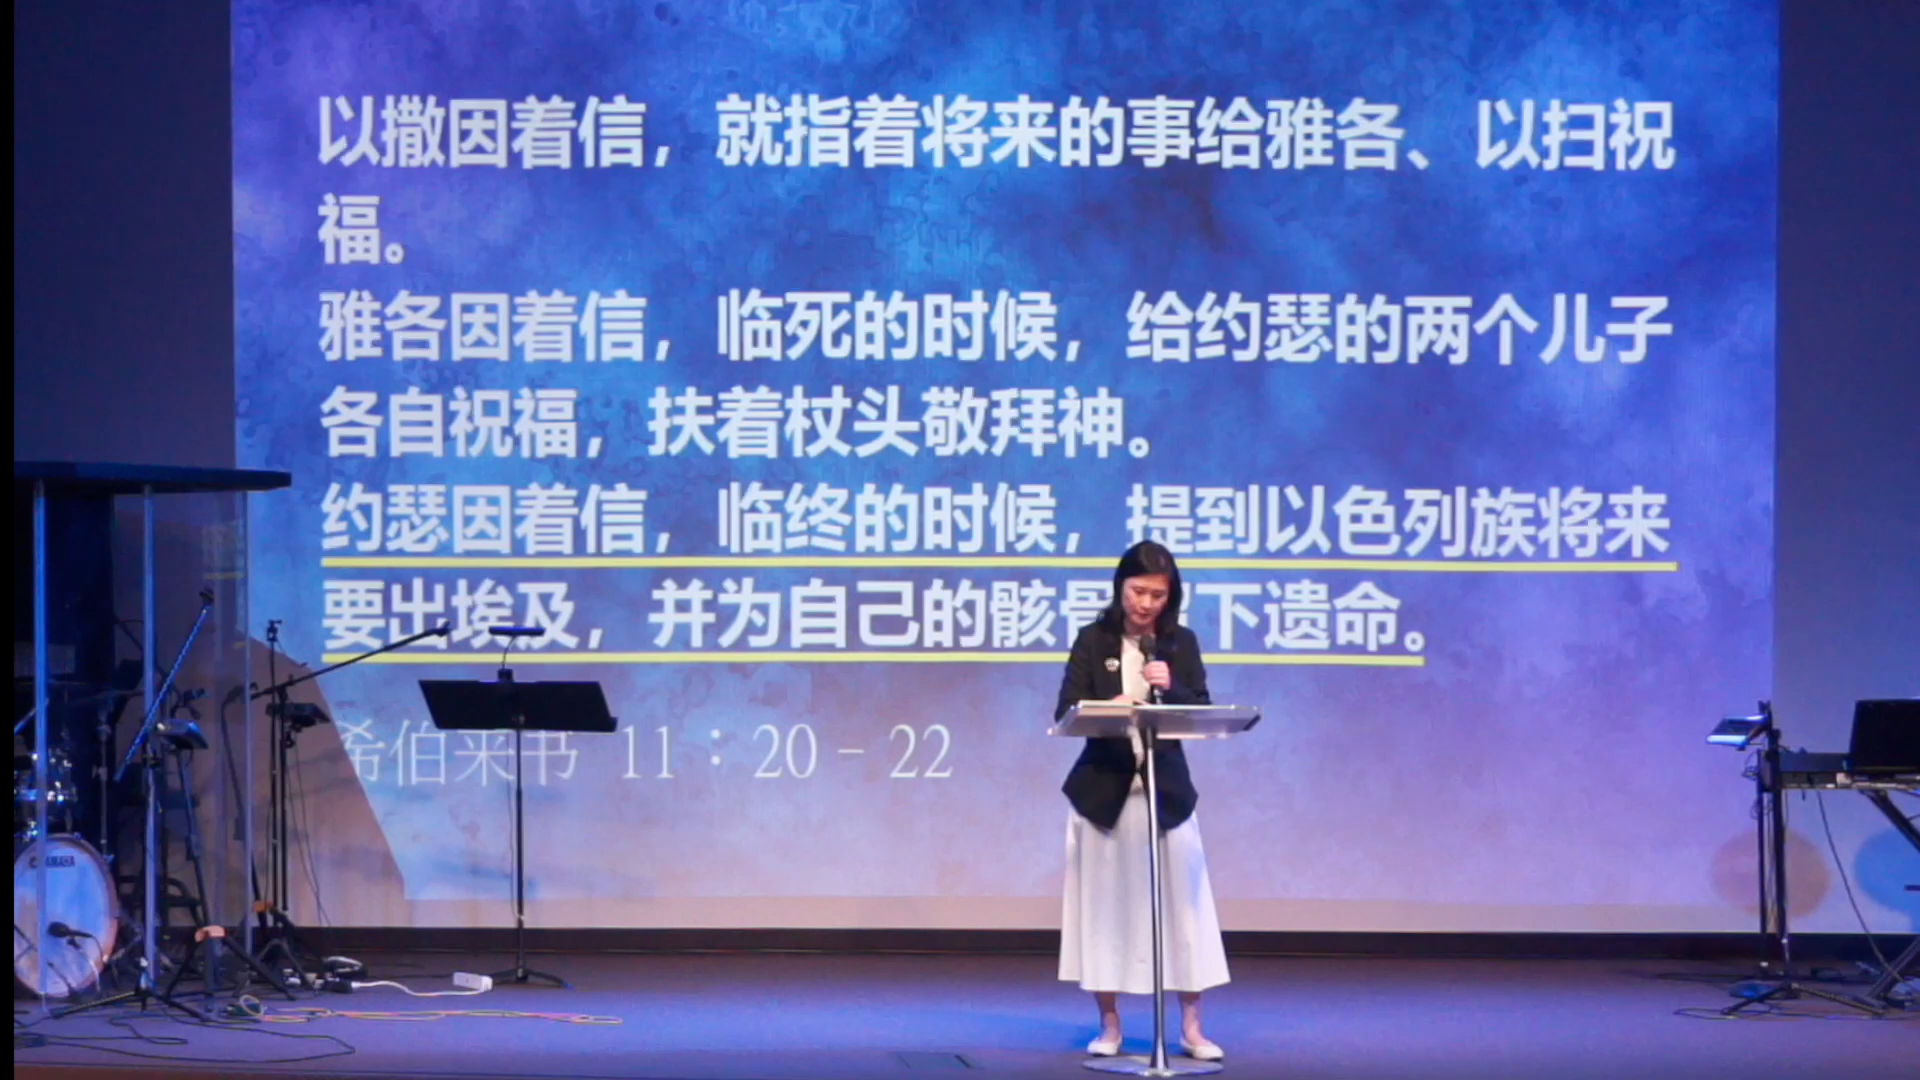 以撒因着信，就指着将来的事给雅各、以扫祝
福。
雅各因着信，临死的时候，给约瑟的两个儿子
各自祝福，扶着杖头敬拜神。
约瑟因着信，临终的时候，提到以色列族将来
要出埃及，并为自己的骸骨留下遗命。
希伯来书 11：20－22
YAMAHA